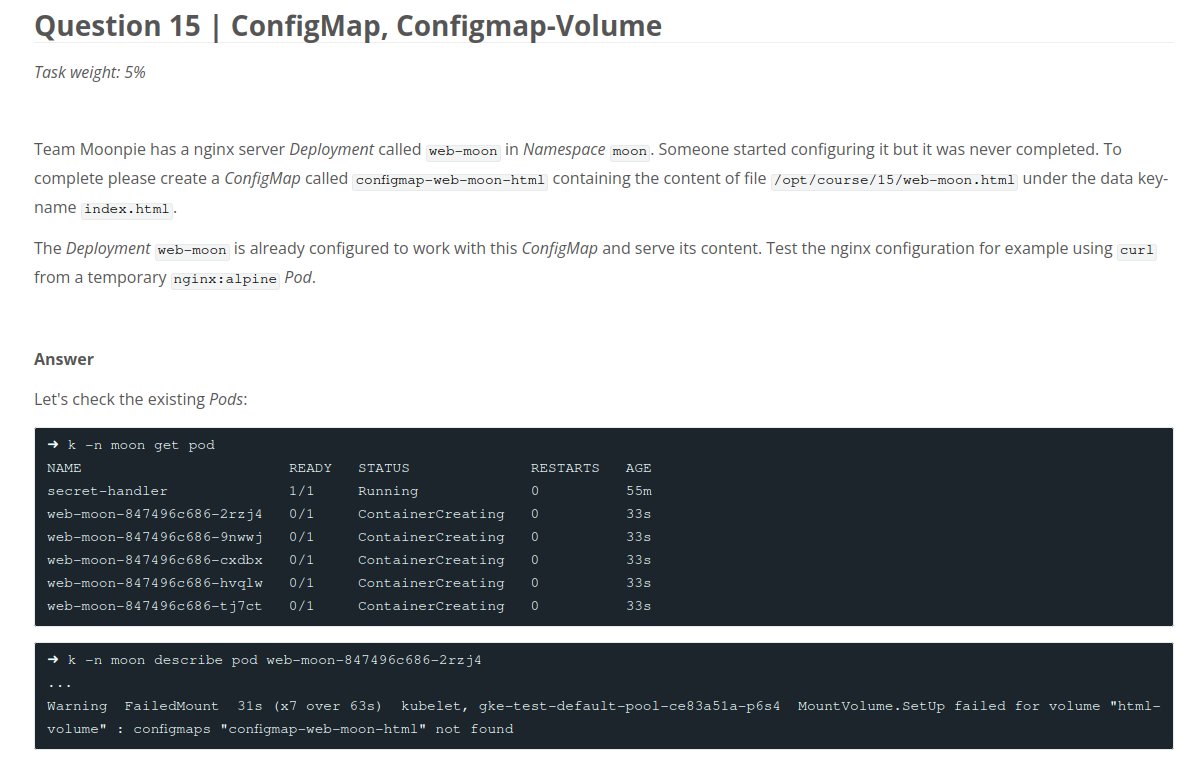 Question 15 | ConfigMap, Configmap-Volume
Task weight: 5%
Team Moonpie has a nginx server Deployment called web-moon in Namespace moon. Someone started configuring it but it was never completed. To
complete please create a ConfigMap called configmap-web-moon-html containing the content of file /opt/course/15/web-moon.html under the data key-
name index.html.
The Deployment web-moon is already configured to work with this ConfigMap and serve its content. Test the nginx configuration for example using curl
from a temporary nginx:alpine Pod.
Answer
Let's check the existing Pods:
➜ k -n moon get pod
NAME READY STATUS RESTARTS AGE
secret-handler 1/1 Running 0 55m
web-moon-847496c686-2rzj4 0/1 ContainerCreating 0 33s
web-moon-847496c686-9nwwj 0/1 ContainerCreating 0 33s
web-moon-847496c686-cxdbx 0/1 ContainerCreating 0 33s
web-moon-847496c686-hvqlw 0/1 ContainerCreating 0 33s
web-moon-847496c686-tj7ct 0/1 ContainerCreating 0 33s
➜ k -n moon describe pod web-moon-847496c686-2rzj4
...
Warning FailedMount 31s (x7 over 63s) kubelet, gke-test-default-pool-ce83a51a-p6s4 MountVolume.SetUp failed for volume "html-
volume" : configmaps "configmap-web-moon-html" not found